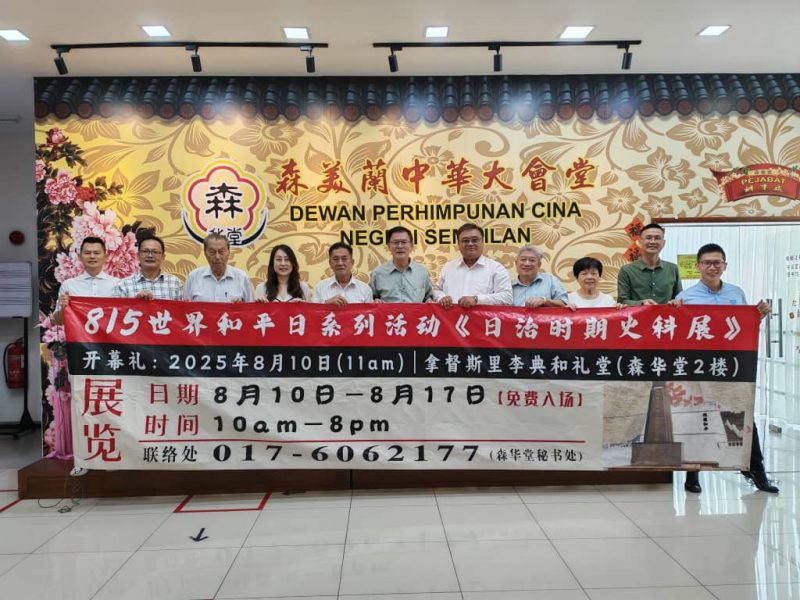 森美蘭中華大會堂
DEWAN PERHIMPUNAN CINA
NEGERI SEMBILAN
森
华堂
PEJABAT
辦事處
815世界和平日系列活动《日治时期史料展》
开幕礼：2025年8月10日(11am)|拿督斯里李典和礼堂(森华堂2楼)
展览
日期 8月10日－8月17日【免费入场】
时间 10am－8pm
联络处 017-6062177 (森华堂秘书处)